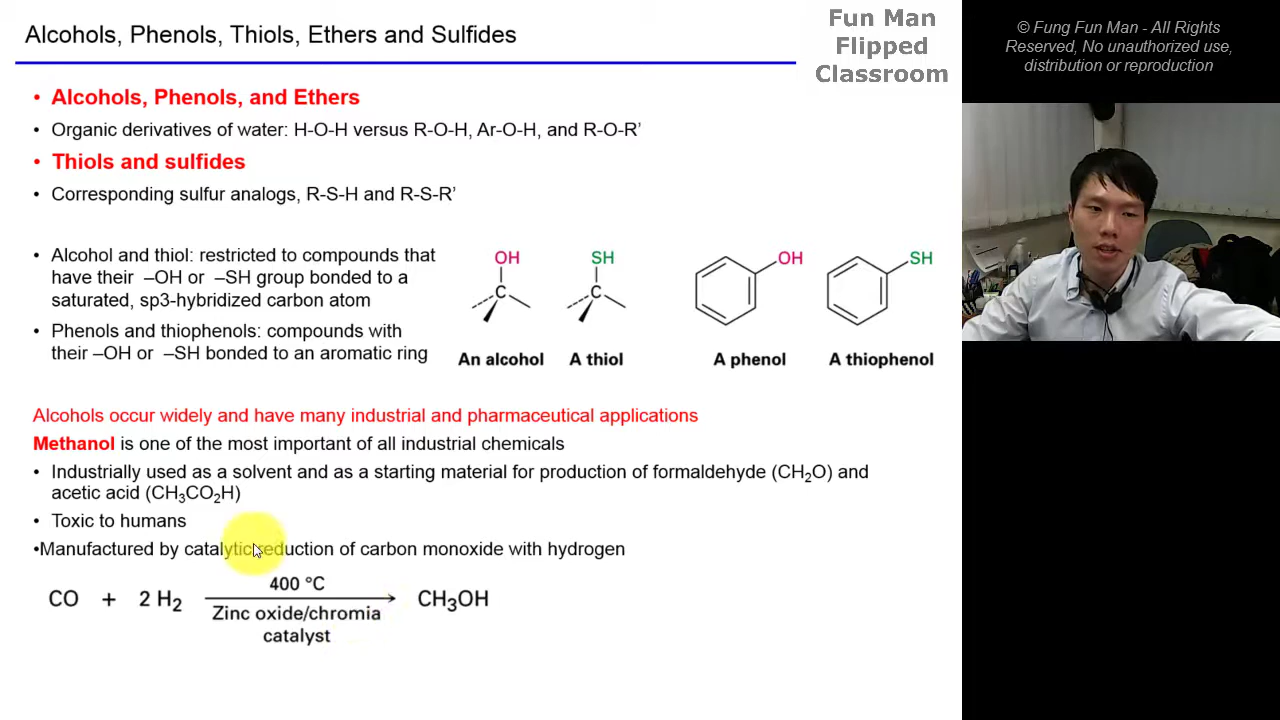 Alcohols, Phenols, Thiols, Ethers and Sulfides
Fun Man
Flipped
Classroom
© Fung Fun Man - All Rights
Reserved, No unauthorized use,
distribution or reproduction
• Alcohols, Phenols, and Ethers
• Organic derivatives of water: H-O-H versus R-O-H, Ar-O-H, and R-O-R’
• Thiols and sulfides
• Corresponding sulfur analogs, R-S-H and R-S-R’
• Alcohol and thiol: restricted to compounds that
have their –OH or –SH group bonded to a
saturated, sp3-hybridized carbon atom
• Phenols and thiophenols: compounds with
their –OH or –SH bonded to an aromatic ring
OH
C
An alcohol
SH
C
A thiol
OH
A phenol
SH
A thiophenol
Alcohols occur widely and have many industrial and pharmaceutical applications
Methanol is one of the most important of all industrial chemicals
• Industrially used as a solvent and as a starting material for production of formaldehyde (CH₂O) and
acetic acid (CH₃CO₂H)
• Toxic to humans
•Manufactured by catalytic reduction of carbon monoxide with hydrogen
400 °C
CO + 2 H₂ → CH₃OH
Zinc oxide/chromia
catalyst